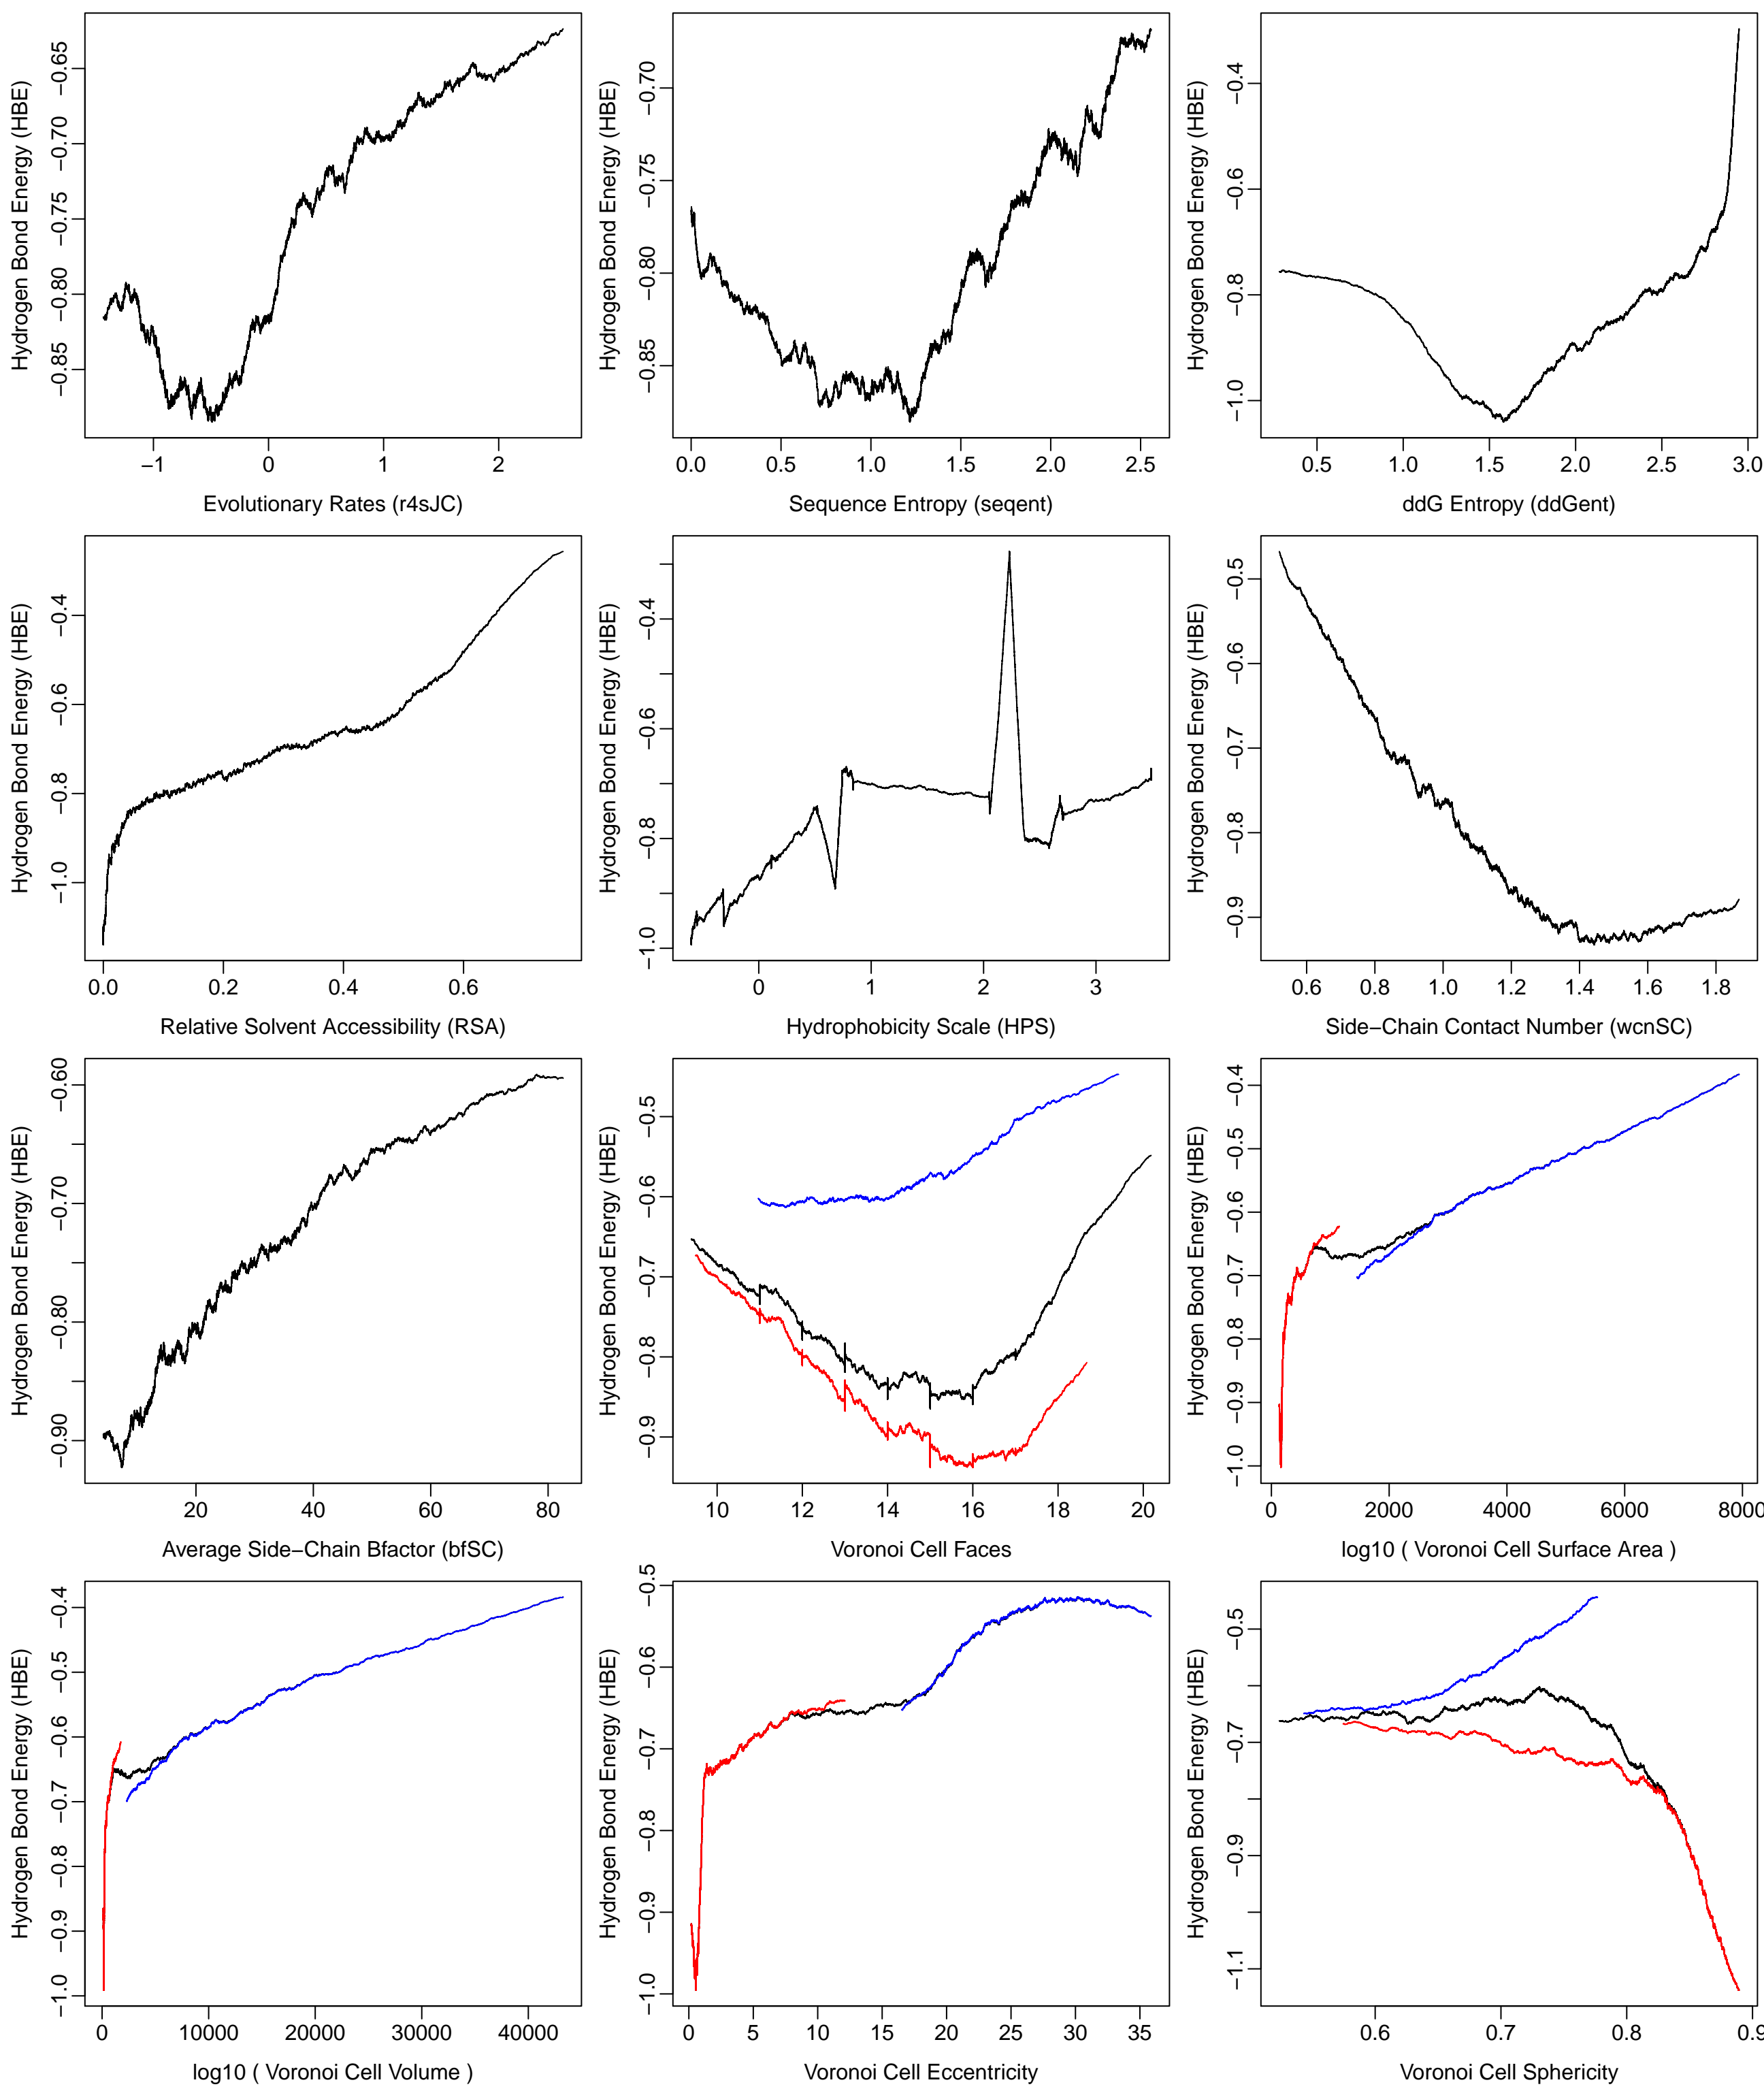 Hydrogen Bond Energy (HBE)
−0.85 −0.80 −0.75 −0.70 −0.65
−1 0 1 2
Evolutionary Rates (r4sJC)
Hydrogen Bond Energy (HBE)
−0.85 −0.80 −0.75 −0.70
0.0 0.5 1.0 1.5 2.0 2.5
Sequence Entropy (seqent)
Hydrogen Bond Energy (HBE)
−1.0 −0.8 −0.6 −0.4
0.5 1.0 1.5 2.0 2.5 3.0
ddG Entropy (ddGent)
Hydrogen Bond Energy (HBE)
−1.0 −0.8 −0.6 −0.4
0.0 0.2 0.4 0.6
Relative Solvent Accessibility (RSA)
Hydrogen Bond Energy (HBE)
−1.0 −0.8 −0.6 −0.4
0 1 2 3
Hydrophobicity Scale (HPS)
Hydrogen Bond Energy (HBE)
−0.9 −0.8 −0.7 −0.6 −0.5
0.6 0.8 1.0 1.2 1.4 1.6 1.8
Side−Chain Contact Number (wcnSC)
Hydrogen Bond Energy (HBE)
−0.90 −0.80 −0.70 −0.60
20 40 60 80
Average Side−Chain Bfactor (bfSC)
Hydrogen Bond Energy (HBE)
−0.9 −0.8 −0.7 −0.6 −0.5
10 12 14 16 18 20
Voronoi Cell Faces
Hydrogen Bond Energy (HBE)
−1.0 −0.9 −0.8 −0.7 −0.6 −0.5 −0.4
0 2000 4000 6000 8000
log10 ( Voronoi Cell Surface Area )
Hydrogen Bond Energy (HBE)
−1.0 −0.9 −0.8 −0.7 −0.6 −0.5 −0.4
0 10000 20000 30000 40000
log10 ( Voronoi Cell Volume )
Hydrogen Bond Energy (HBE)
−1.0 −0.9 −0.8 −0.7 −0.6 −0.5
0 5 10 15 20 25 30 35
Voronoi Cell Eccentricity
Hydrogen Bond Energy (HBE)
−1.1 −0.9 −0.7 −0.5
0.6 0.7 0.8 0.9
Voronoi Cell Sphericity